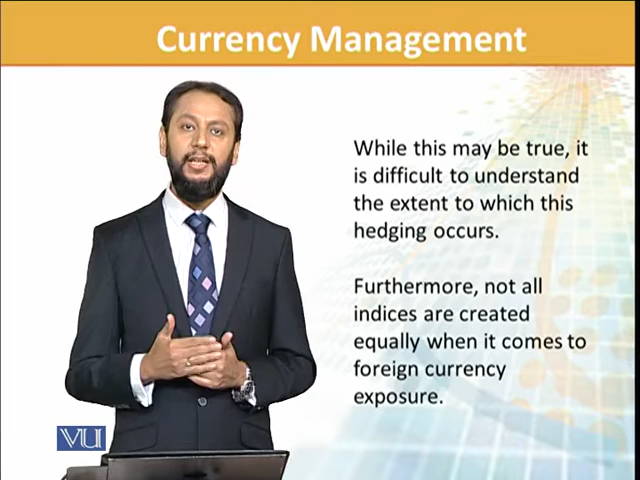 Currency Management
While this may be true, it
is difficult to understand
the extent to which this
hedging occurs.
Furthermore, not all
indices are created
equally when it comes to
foreign currency
exposure.
VU